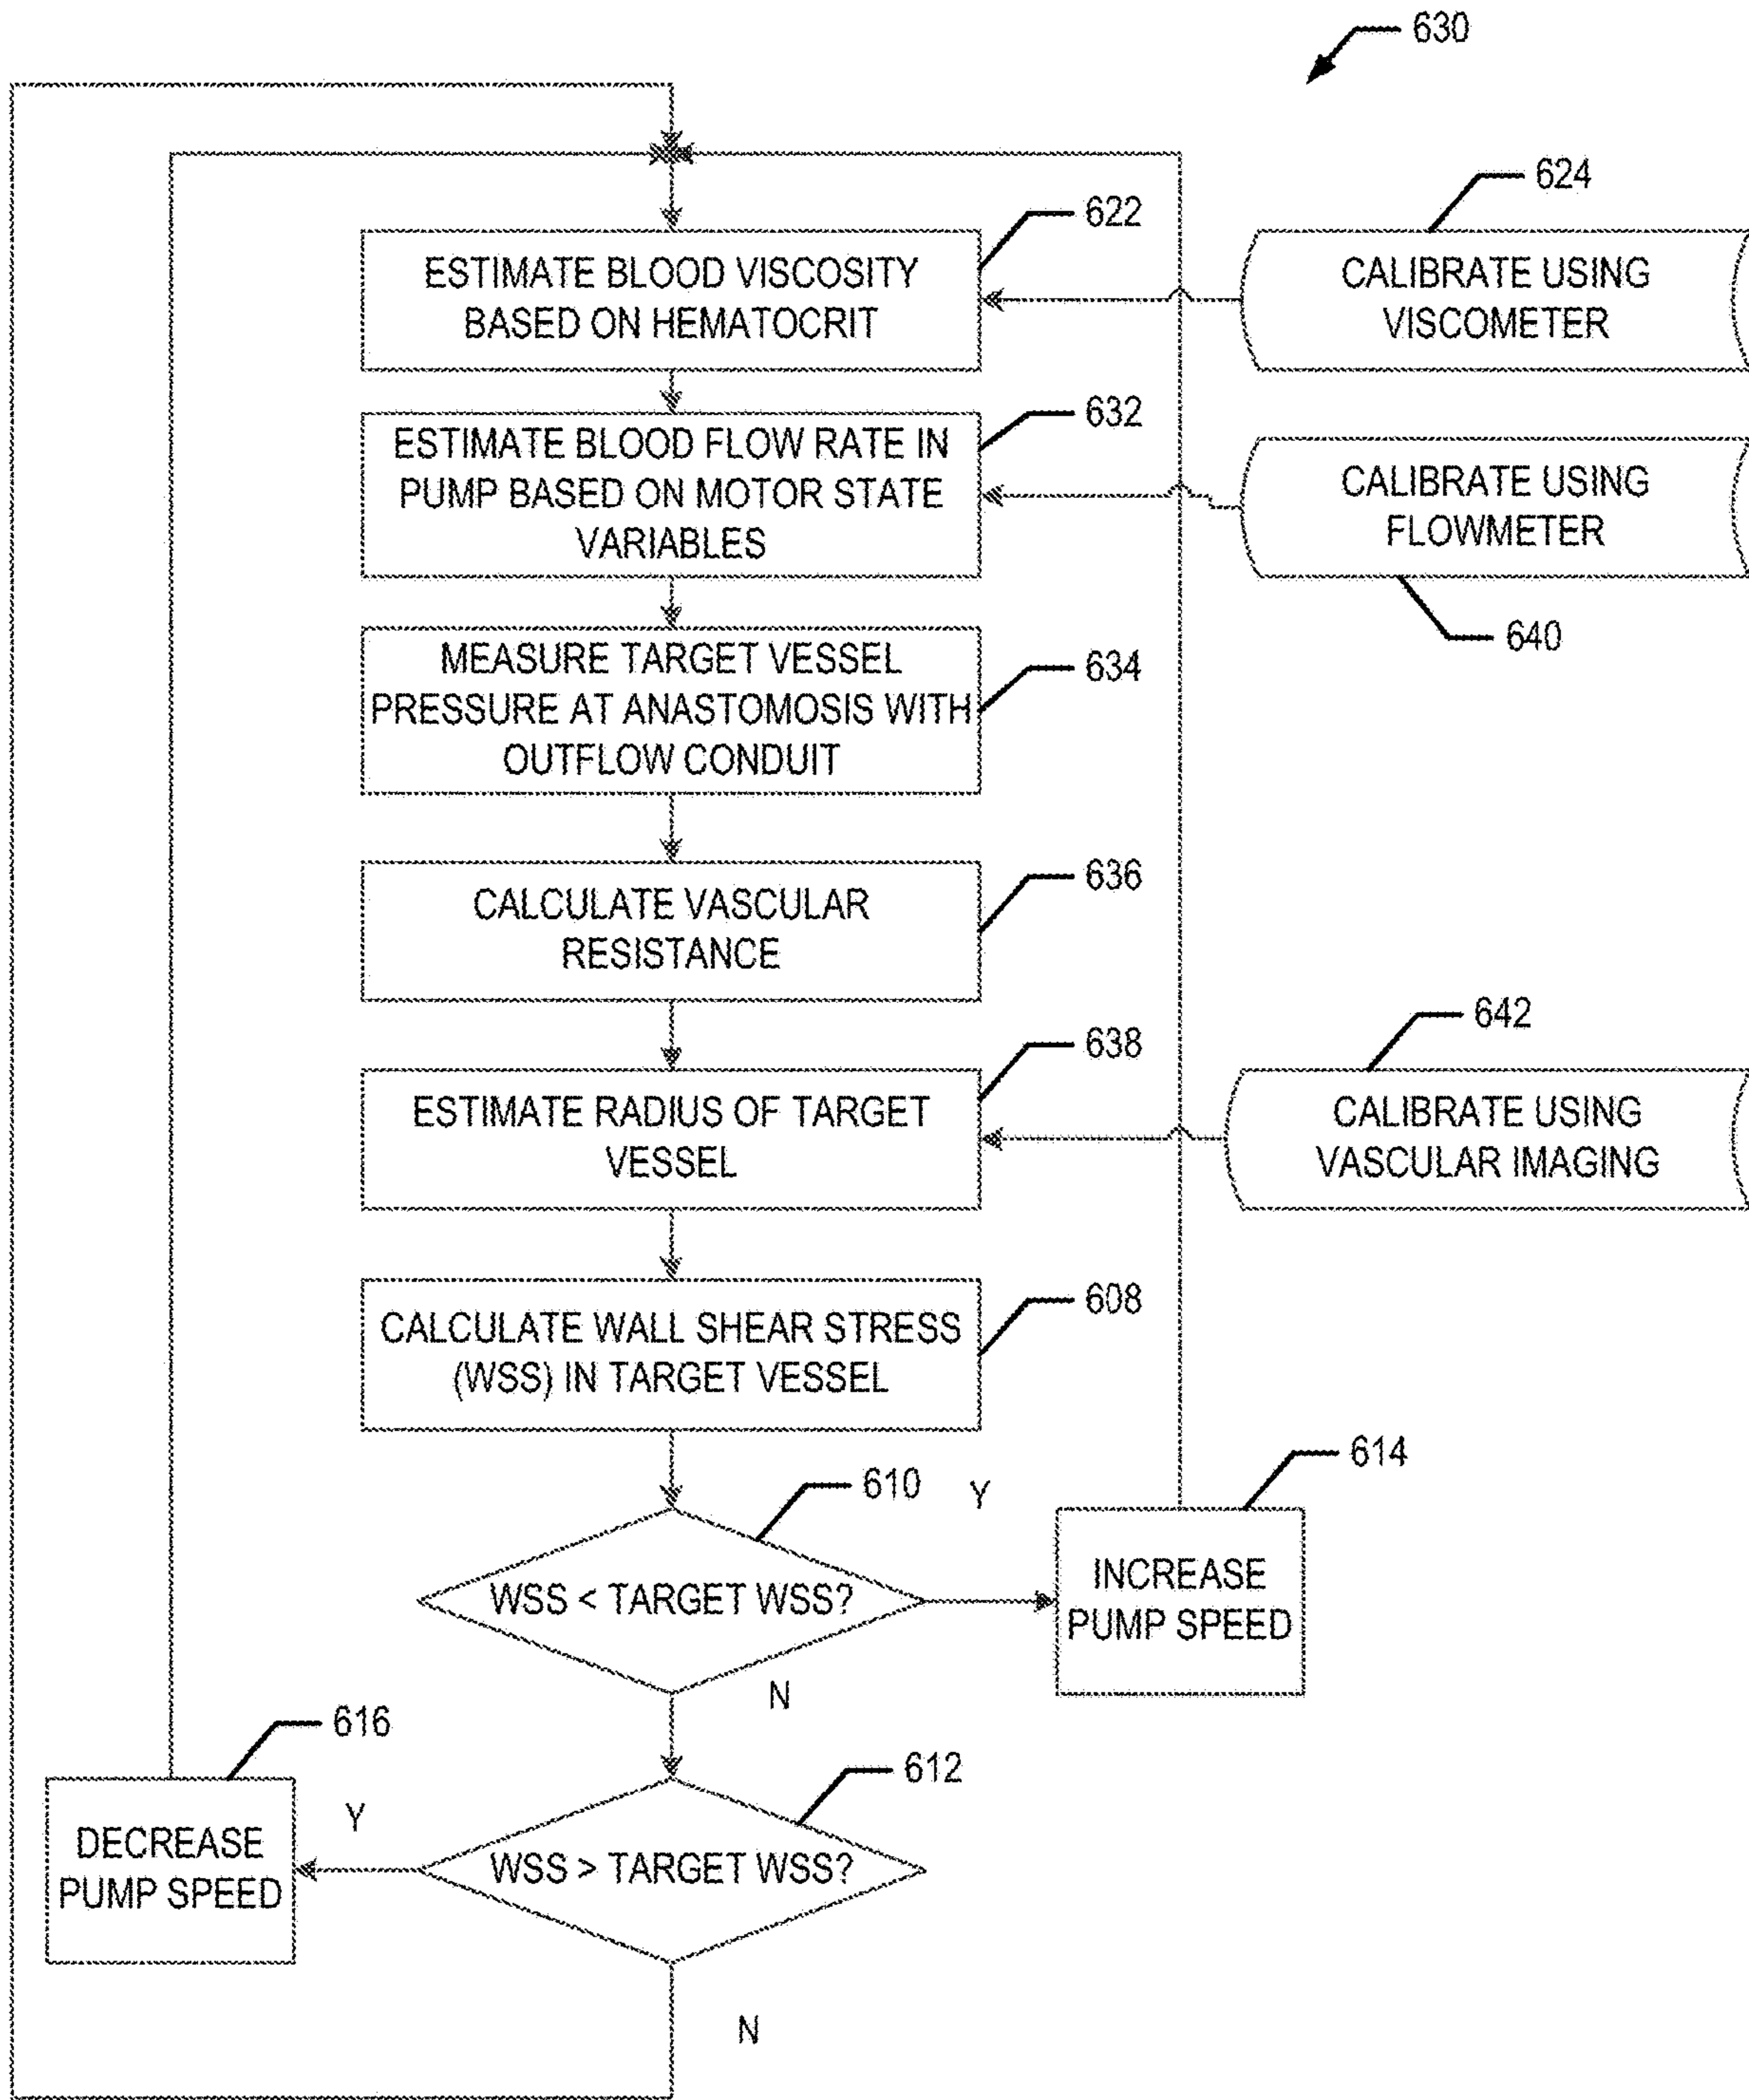 630
624
622
ESTIMATE BLOOD VISCOSITY
BASED ON HEMATOCRIT
CALIBRATE USING
VISCOMETER
632
ESTIMATE BLOOD FLOW RATE IN
PUMP BASED ON MOTOR STATE
VARIABLES
CALIBRATE USING
FLOWMETER
640
634
MEASURE TARGET VESSEL
PRESSURE AT ANASTOMOSIS WITH
OUTFLOW CONDUIT
636
CALCULATE VASCULAR
RESISTANCE
642
638
ESTIMATE RADIUS OF TARGET
VESSEL
CALIBRATE USING
VASCULAR IMAGING
608
CALCULATE WALL SHEAR STRESS
(WSS) IN TARGET VESSEL
614
610
Y
WSS < TARGET WSS?
INCREASE
PUMP SPEED
N
616
612
Y
DECREASE
PUMP SPEED
WSS > TARGET WSS?
N